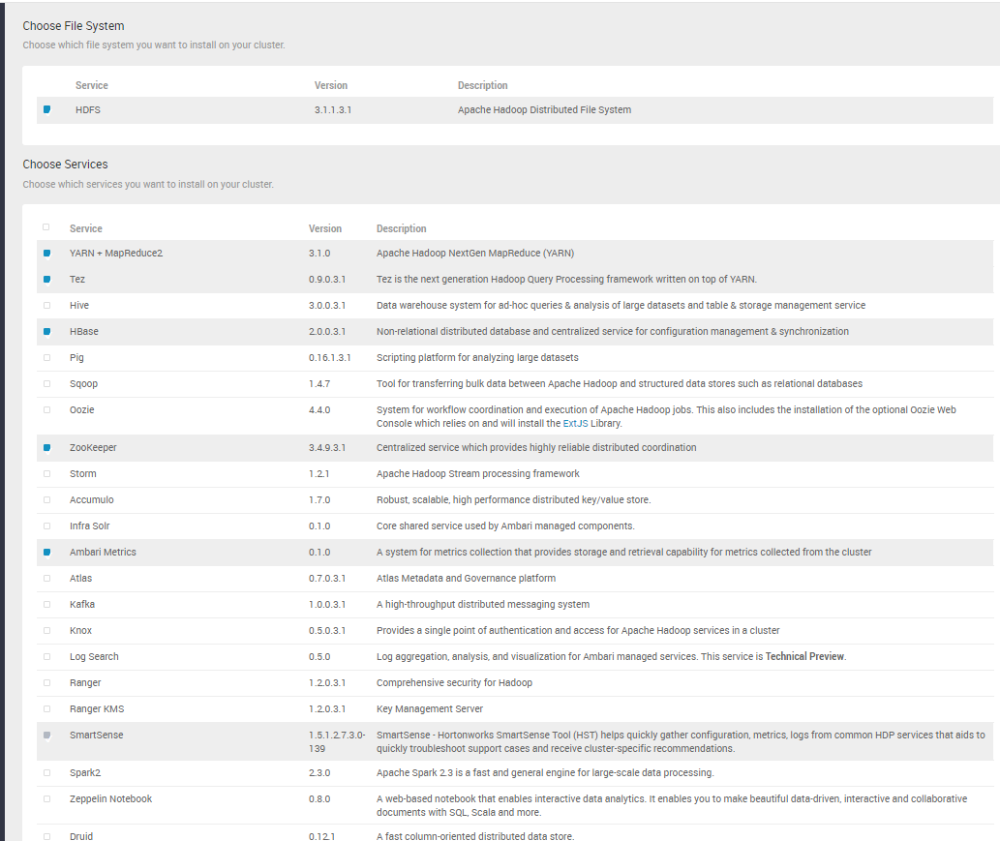 Choose File System
Choose which file system you want to install on your cluster.
Service Version Description
HDFS 3.1.1.3.1 Apache Hadoop Distributed File System
Choose Services
Choose which services you want to install on your cluster.
Service Version Description
YARN + MapReduce2 3.1.0 Apache Hadoop NextGen MapReduce (YARN)
Tez 0.9.0.3.1 Tez is the next generation Hadoop Query Processing framework written on top of YARN.
Hive 3.0.0.3.1 Data warehouse system for ad-hoc queries & analysis of large datasets and table & storage management service
HBase 2.0.0.3.1 Non-relational distributed database and centralized service for configuration management & synchronization
Pig 0.16.1.3.1 Scripting platform for analyzing large datasets
Sqoop 1.4.7 Tool for transferring bulk data between Apache Hadoop and structured data stores such as relational databases
Oozie 4.4.0 System for workflow coordination and execution of Apache Hadoop jobs. This also includes the installation of the optional Oozie Web
Console which relies on and will install the ExtJS Library.
ZooKeeper 3.4.9.3.1 Centralized service which provides highly reliable distributed coordination
Storm 1.2.1 Apache Hadoop Stream processing framework
Accumulo 1.7.0 Robust, scalable, high performance distributed key/value store.
Infra Solr 0.1.0 Core shared service used by Ambari managed components.
Ambari Metrics 0.1.0 A system for metrics collection that provides storage and retrieval capability for metrics collected from the cluster
Atlas 0.7.0.3.1 Atlas Metadata and Governance platform
Kafka 1.0.0.3.1 A high-throughput distributed messaging system
Knox 0.5.0.3.1 Provides a single point of authentication and access for Apache Hadoop services in a cluster
Log Search 0.5.0 Log aggregation, analysis, and visualization for Ambari managed services. This service is Technical Preview.
Ranger 1.2.0.3.1 Comprehensive security for Hadoop
Ranger KMS 1.2.0.3.1 Key Management Server
SmartSense 1.5.1.2.7.3.0- SmartSense - Hortonworks SmartSense Tool (HST) helps quickly gather configuration, metrics, logs from common HDP services that aids to
139 quickly troubleshoot support cases and receive cluster-specific recommendations.
Spark2 2.3.0 Apache Spark 2.3 is a fast and general engine for large-scale data processing.
Zeppelin Notebook 0.8.0 A web-based notebook that enables interactive data analytics. It enables you to make beautiful data-driven, interactive and collaborative
documents with SQL, Scala and more.
Druid 0.12.1 A fast column-oriented distributed data store.